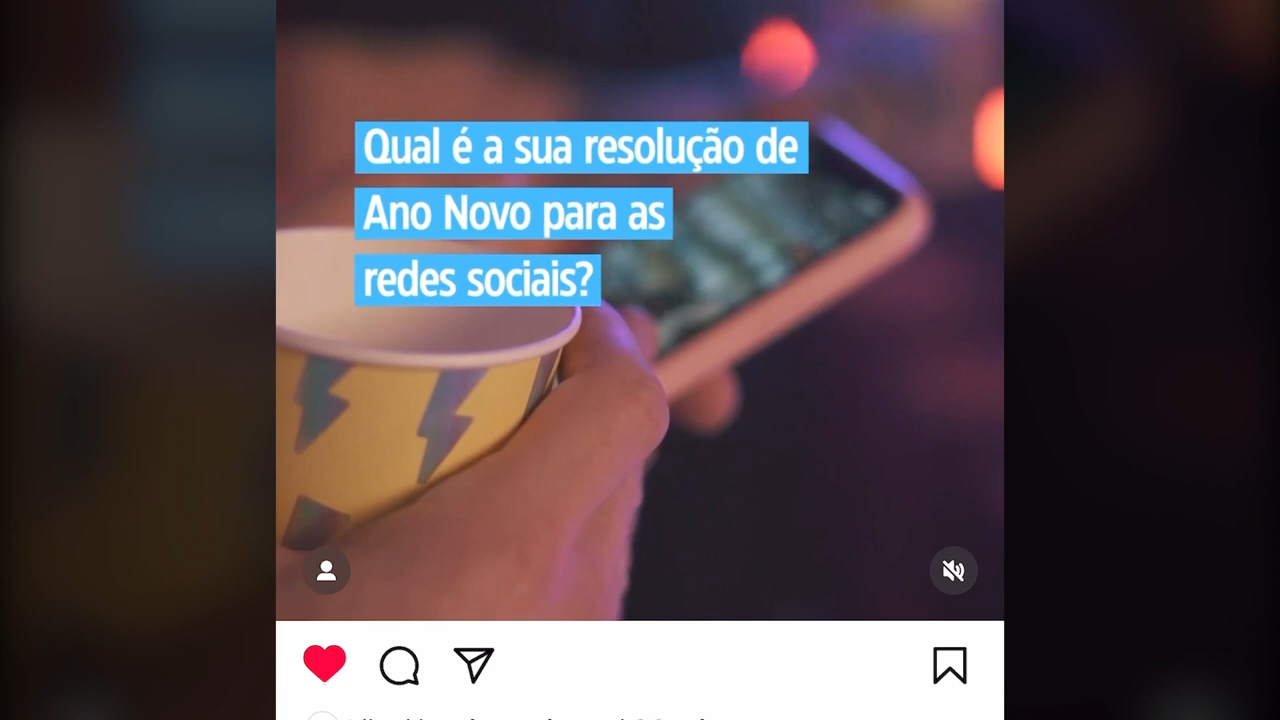 Qual é a sua resolução de
Ano Novo para as
redes sociais?